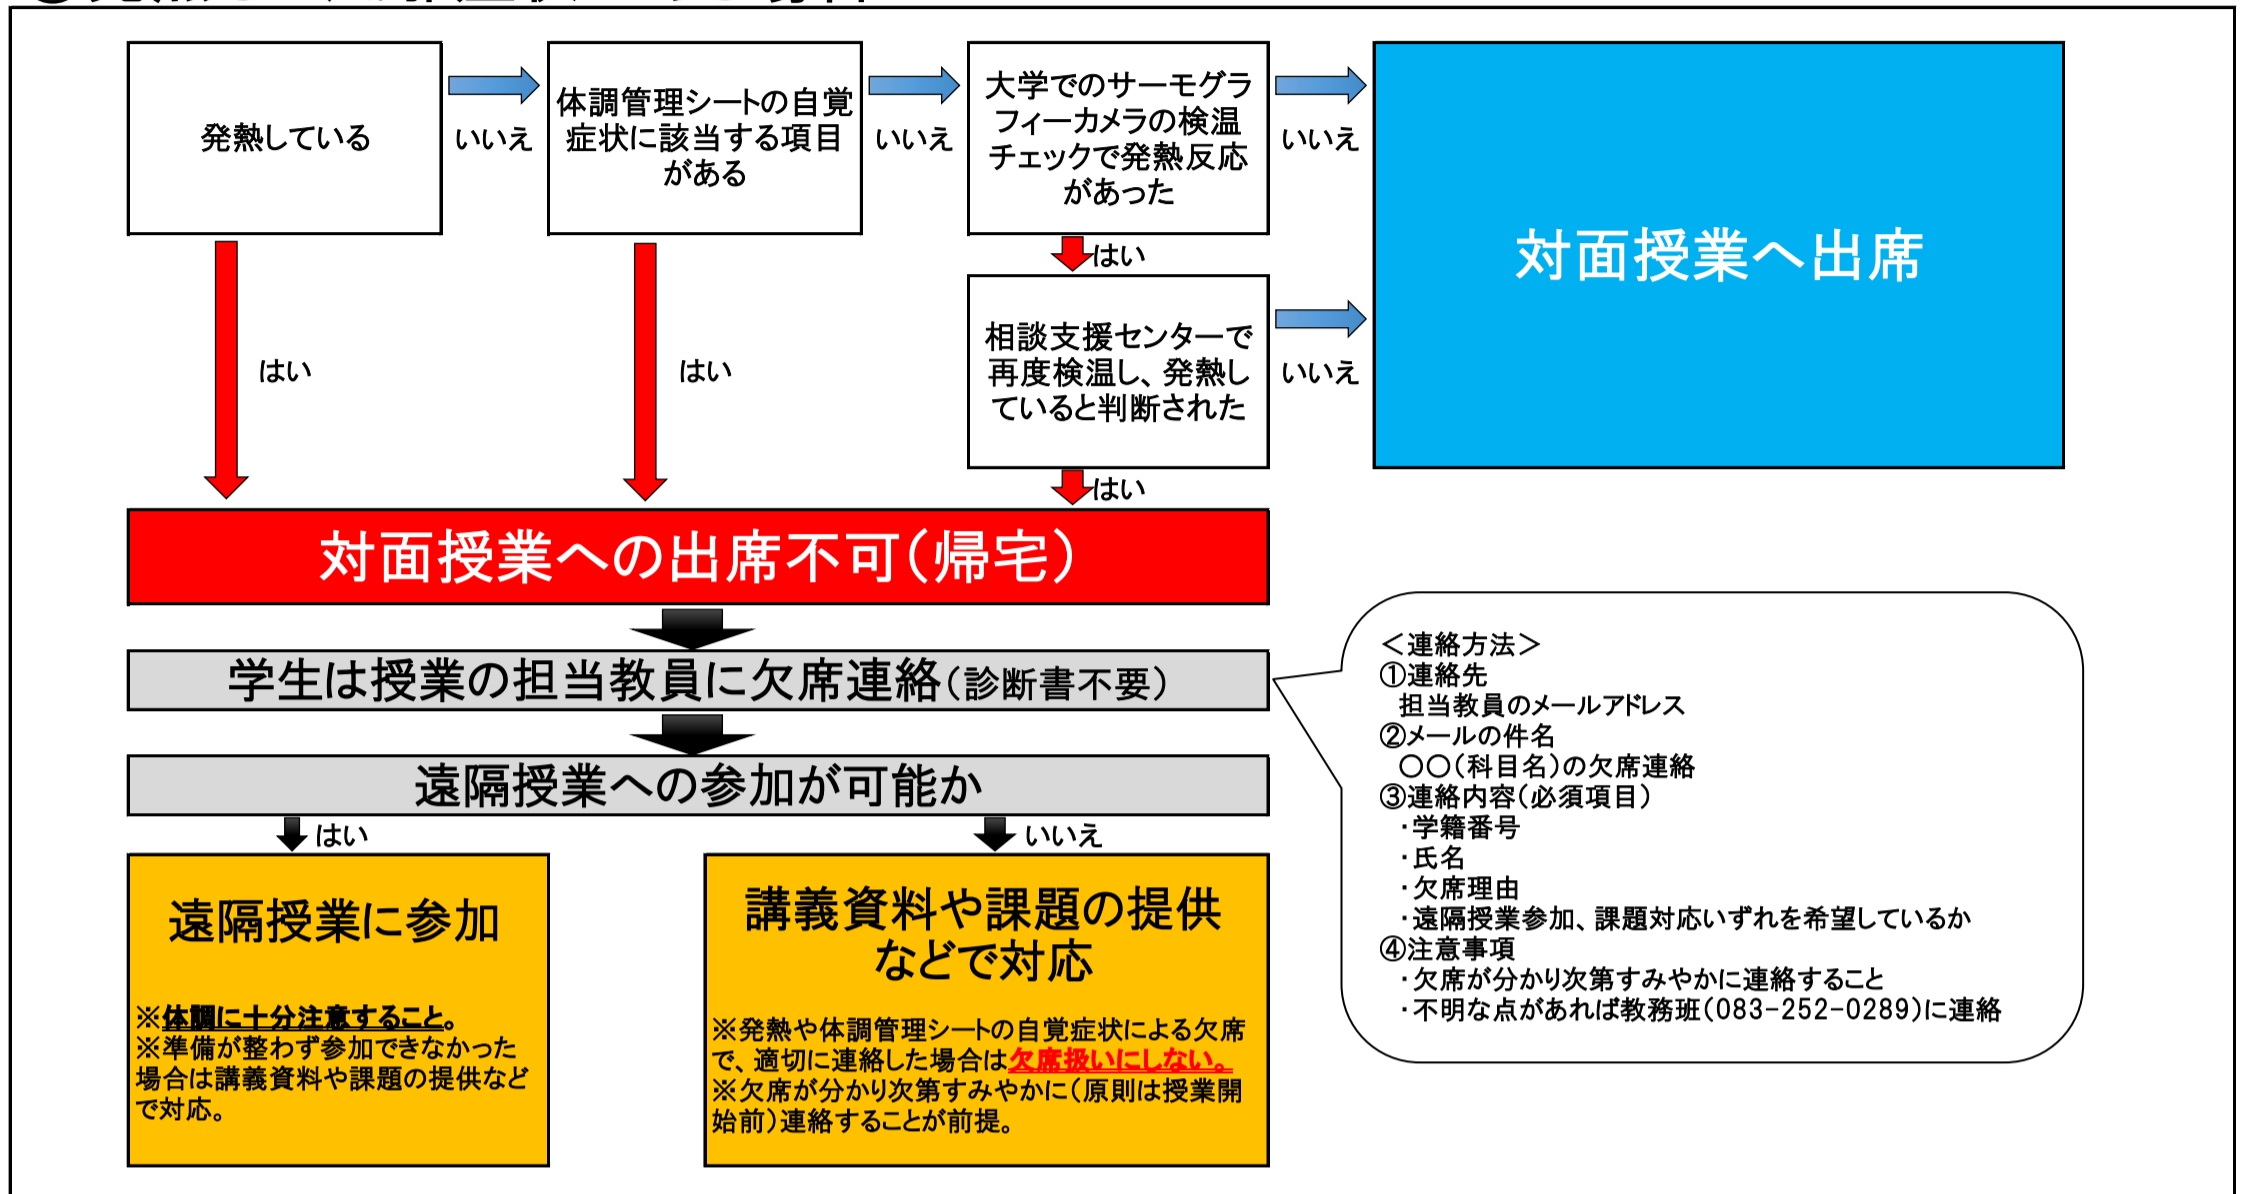 発熱している
いいえ
体調管理シートの自覚
症状に該当する項目
がある
いいえ
大学でのサーモグラ
フィーカメラの検温
チェックで発熱反応
があった
いいえ
対面授業へ出席
はい
はい
はい
相談支援センターで
再度検温し、発熱し
ていると判断された
いいえ
はい
対面授業への出席不可(帰宅)
学生は授業の担当教員に欠席連絡(診断書不要)
遠隔授業への参加が可能か
はい
いいえ
遠隔授業に参加
※体調に十分注意すること。
※準備が整わず参加できなかった
場合は講義資料や課題の提供など
で対応。
講義資料や課題の提供
などで対応
※発熱や体調管理シートの自覚症状による欠席
で、適切に連絡した場合は欠席扱いにしない。
※欠席が分かり次第すみやかに(原則は授業開
始前)連絡することが前提。
＜連絡方法＞
①連絡先
担当教員のメールアドレス
②メールの件名
○○(科目名)の欠席連絡
③連絡内容(必須項目)
・学籍番号
・氏名
・欠席理由
・遠隔授業参加、課題対応いずれを希望しているか
④注意事項
・欠席が分かり次第すみやかに連絡すること
・不明な点があれば教務班(083-252-0289)に連絡